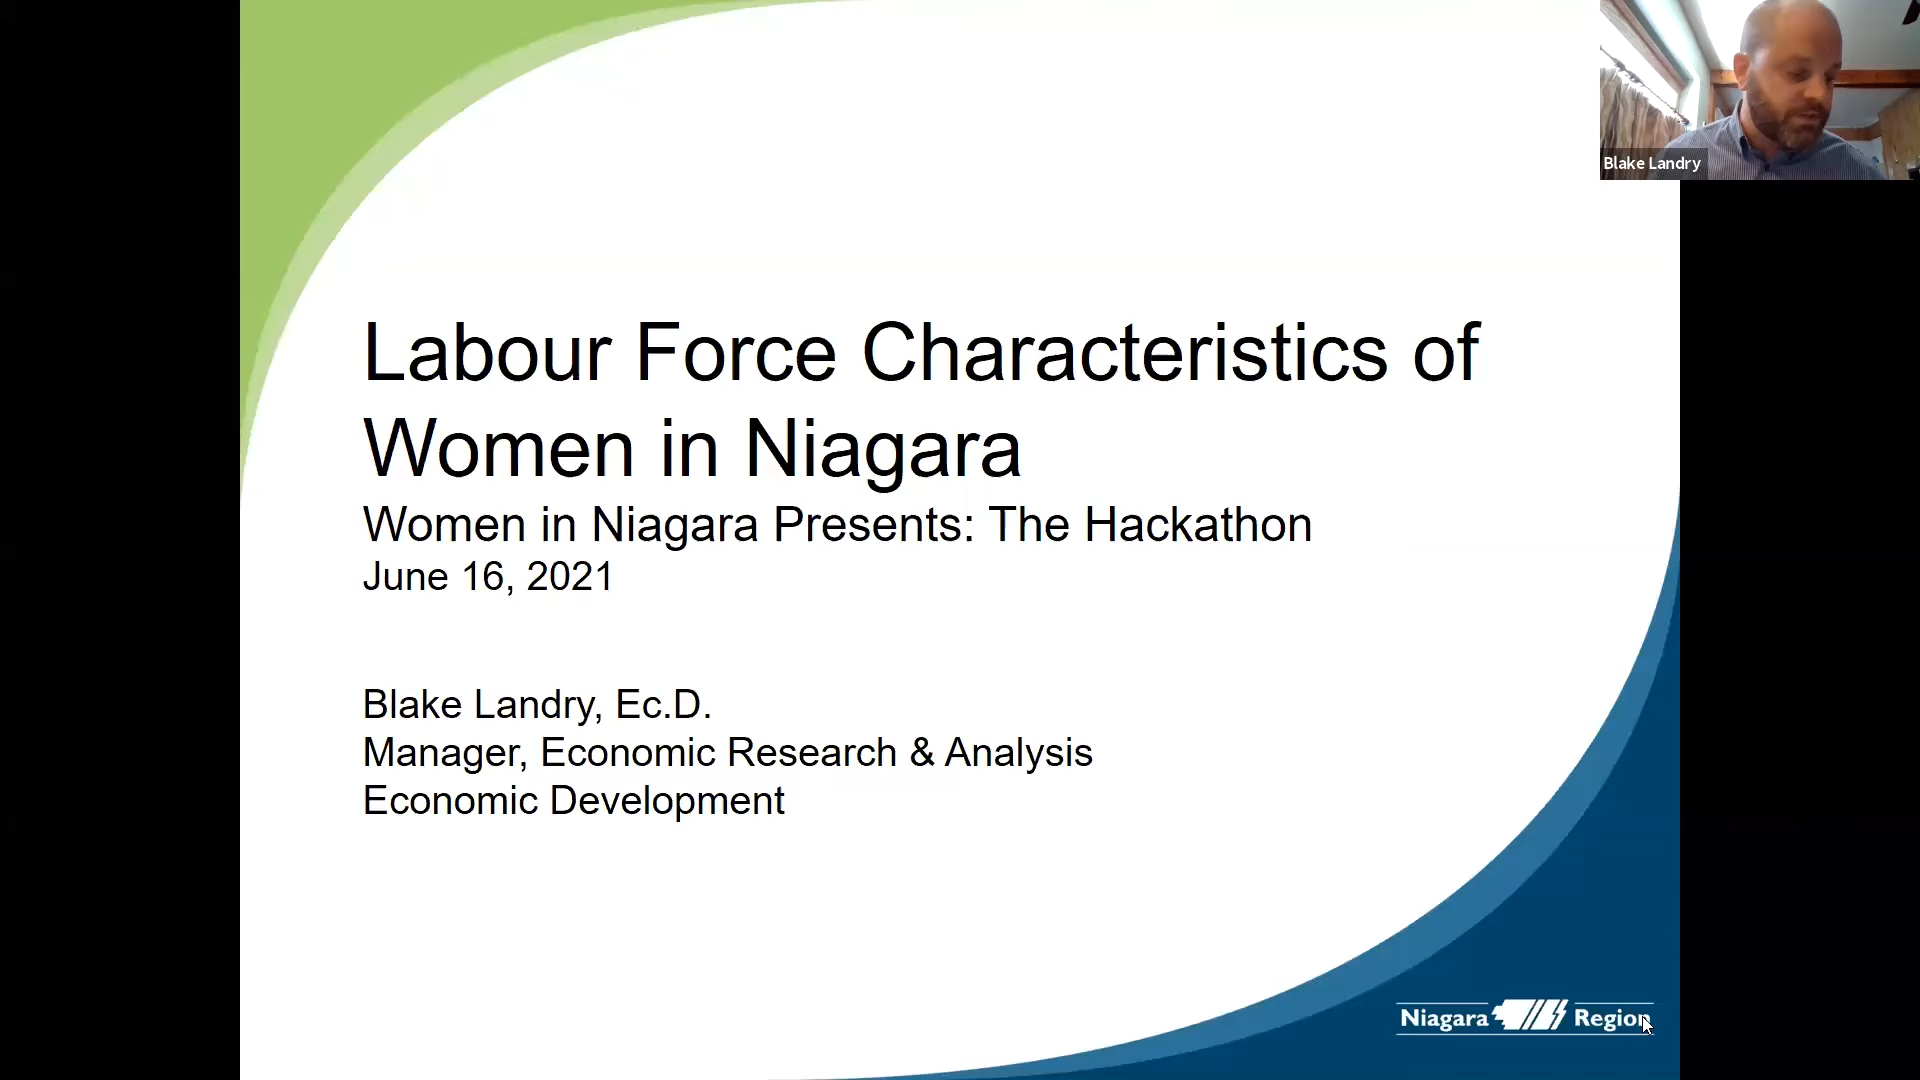 Labour Force Characteristics of
Women in Niagara
Women in Niagara Presents: The Hackathon
June 16, 2021
Blake Landry, Ec.D.
Manager, Economic Research & Analysis
Economic Development
Blake Landry
Niagara Region